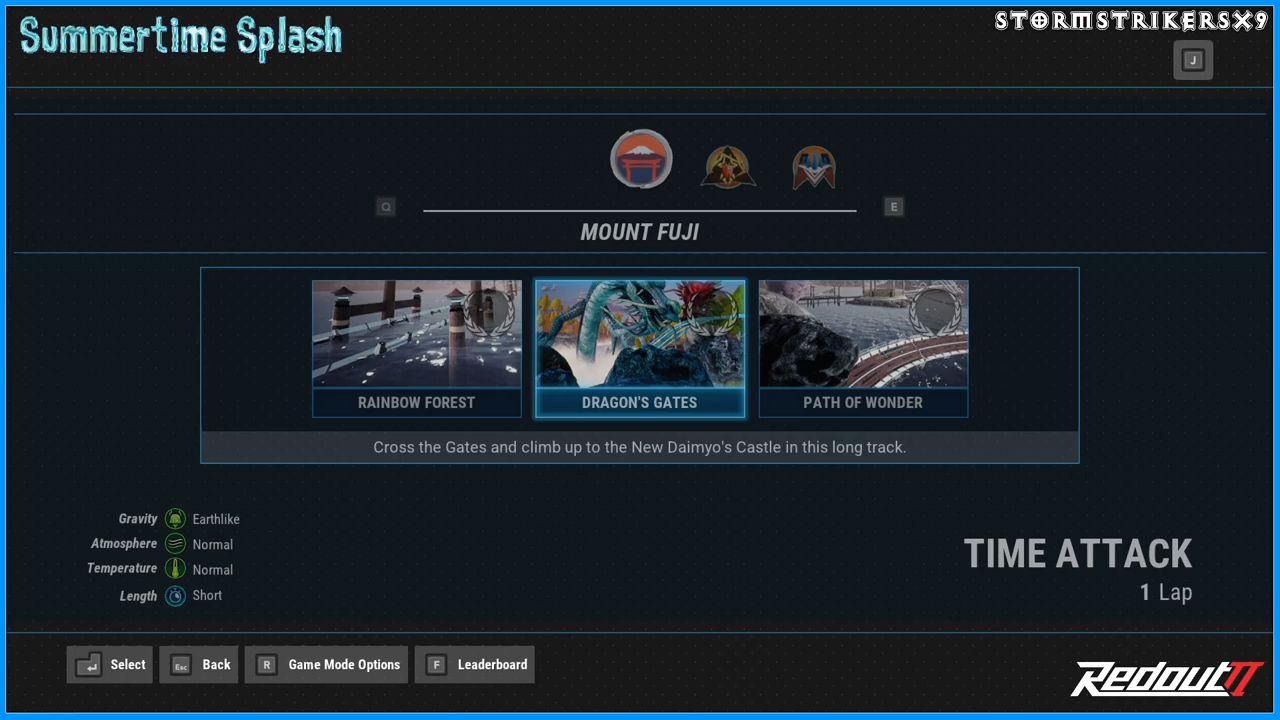 Summertime Splash
STORMSTRIKERSX9
J
Q
E
MOUNT FUJI
RAINBOW FOREST
DRAGON'S GATES
PATH OF WONDER
Cross the Gates and climb up to the New Daimyo's Castle in this long track.
Gravity Earthlike
Atmosphere Normal
Temperature Normal
Length Short
TIME ATTACK
1 Lap
Select
Esc Back
R Game Mode Options
F Leaderboard
Redout II